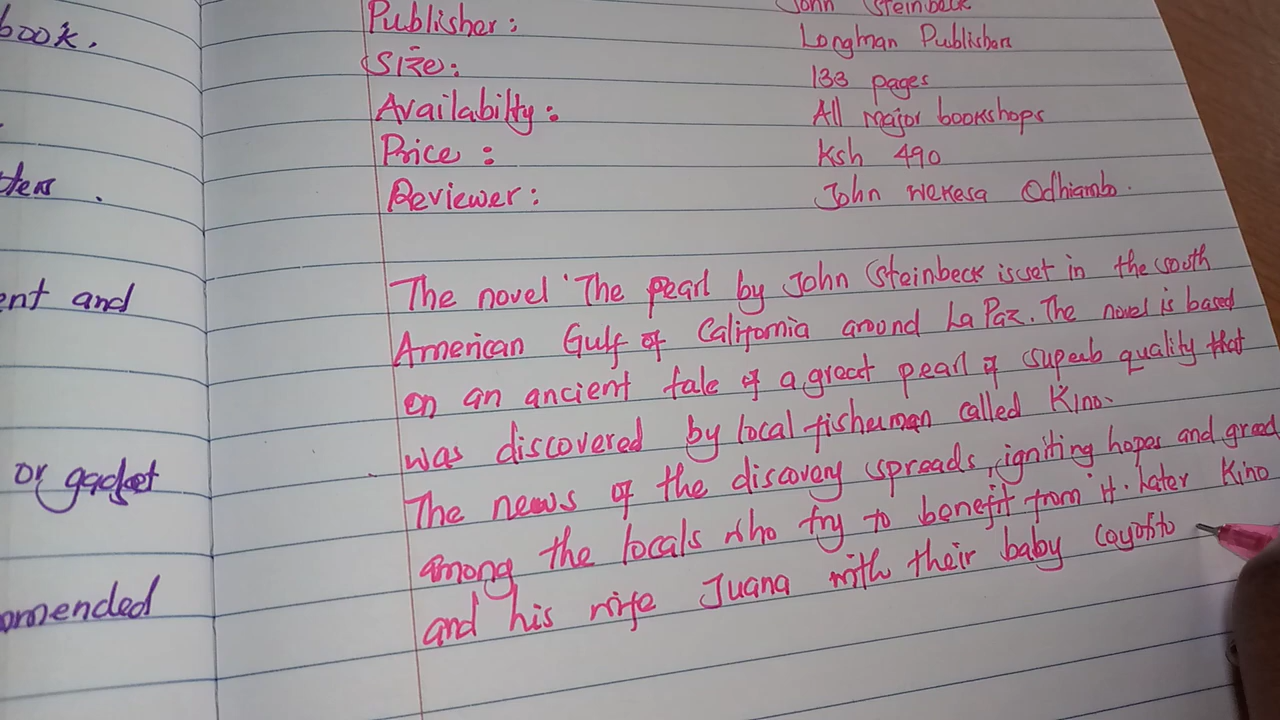 book.
ent and
or gadget
John Steinbeck
Publisher: Longman Publishers
Size: 133 pages
Availabilty: All Major bookshops
Price: Ksh 490
Reviewer: John Wekesa Odhiambo.
The novel 'The pearl by John Steinbeck is set in the south
American Gulf of California around La Paz. The novel is based
on an ancient tale of a great pearl of superb quality that
was discovered by local fisherman called Kino.
The news of the discovery spreads, igniting hopes and greed
among the locals who try to benefit from it. Later Kino
and his wife Juana with their baby Coyotito